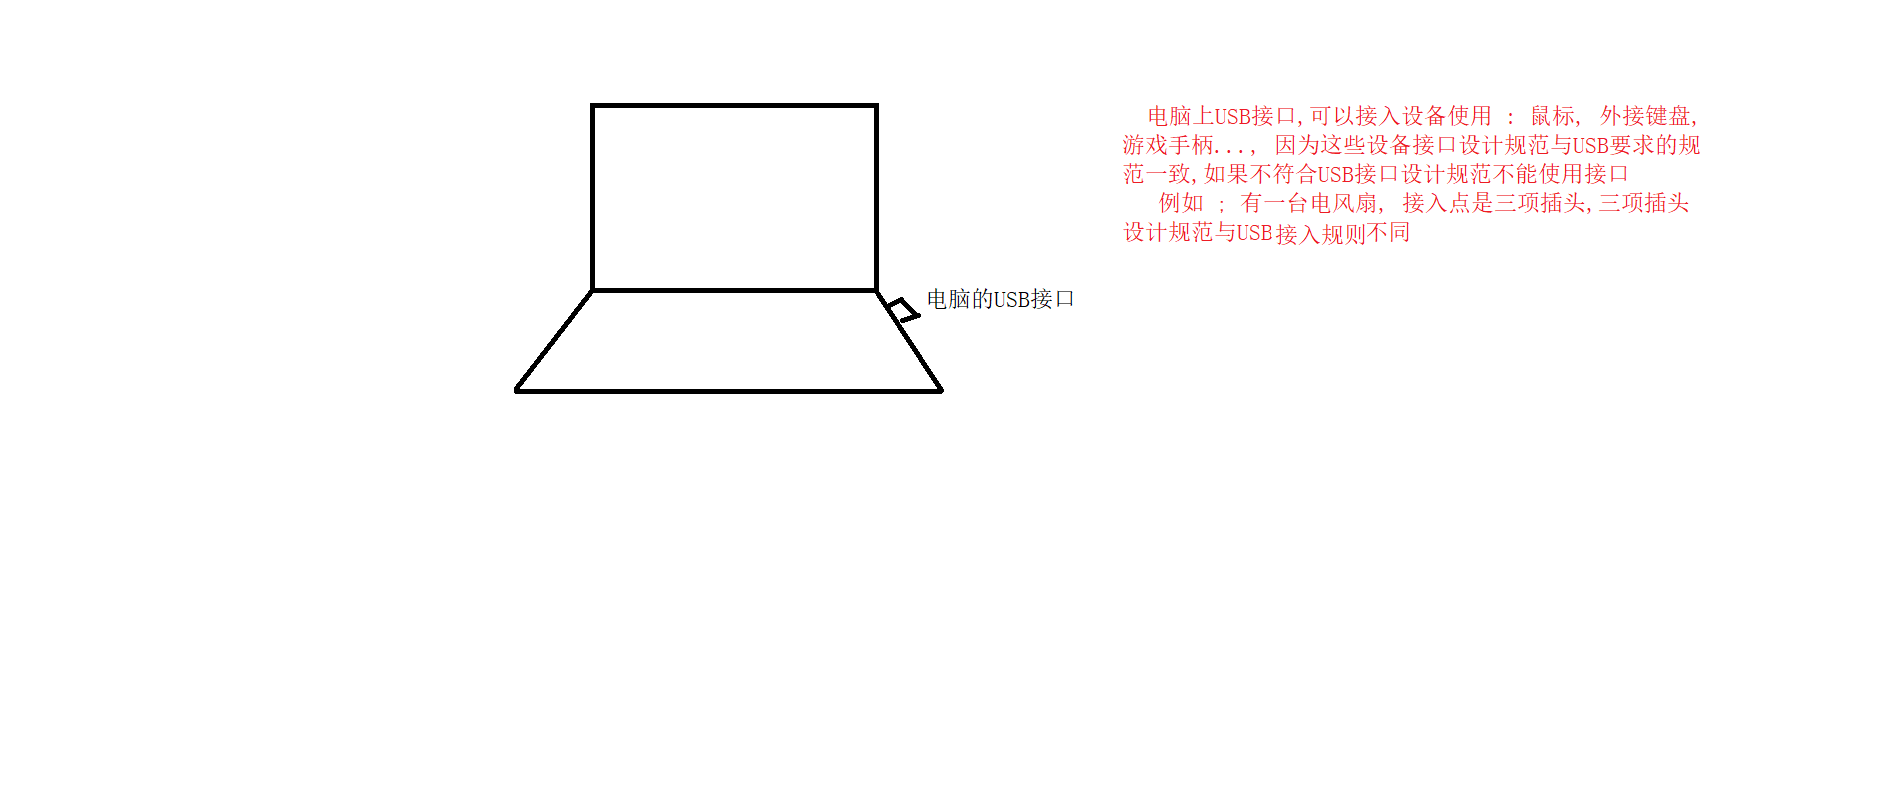 电脑上USB接口,可以接入设备使用 : 鼠标, 外接键盘,
游戏手柄..., 因为这些设备接口设计规范与USB要求的规
范一致,如果不符合USB接口设计规范不能使用接口
例如 ; 有一台电风扇, 接入点是三项插头,三项插头
设计规范与USB接入规则不同
电脑的USB接口